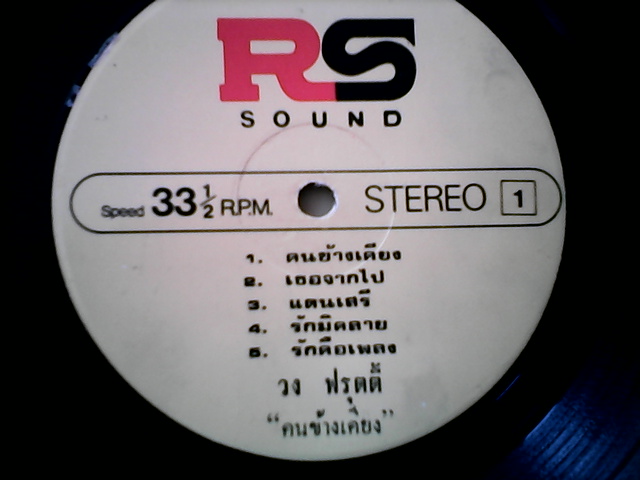 RS
SOUND
Speed 33 1/2 R.P.M. STEREO 1
1. คนข้างเคียง
2. เธอจากไป
3. แดนเสรี
4. รักมิคลาย
5. รักคือเพลง
วง ฟรุตตี้
“คนข้างเคียง”